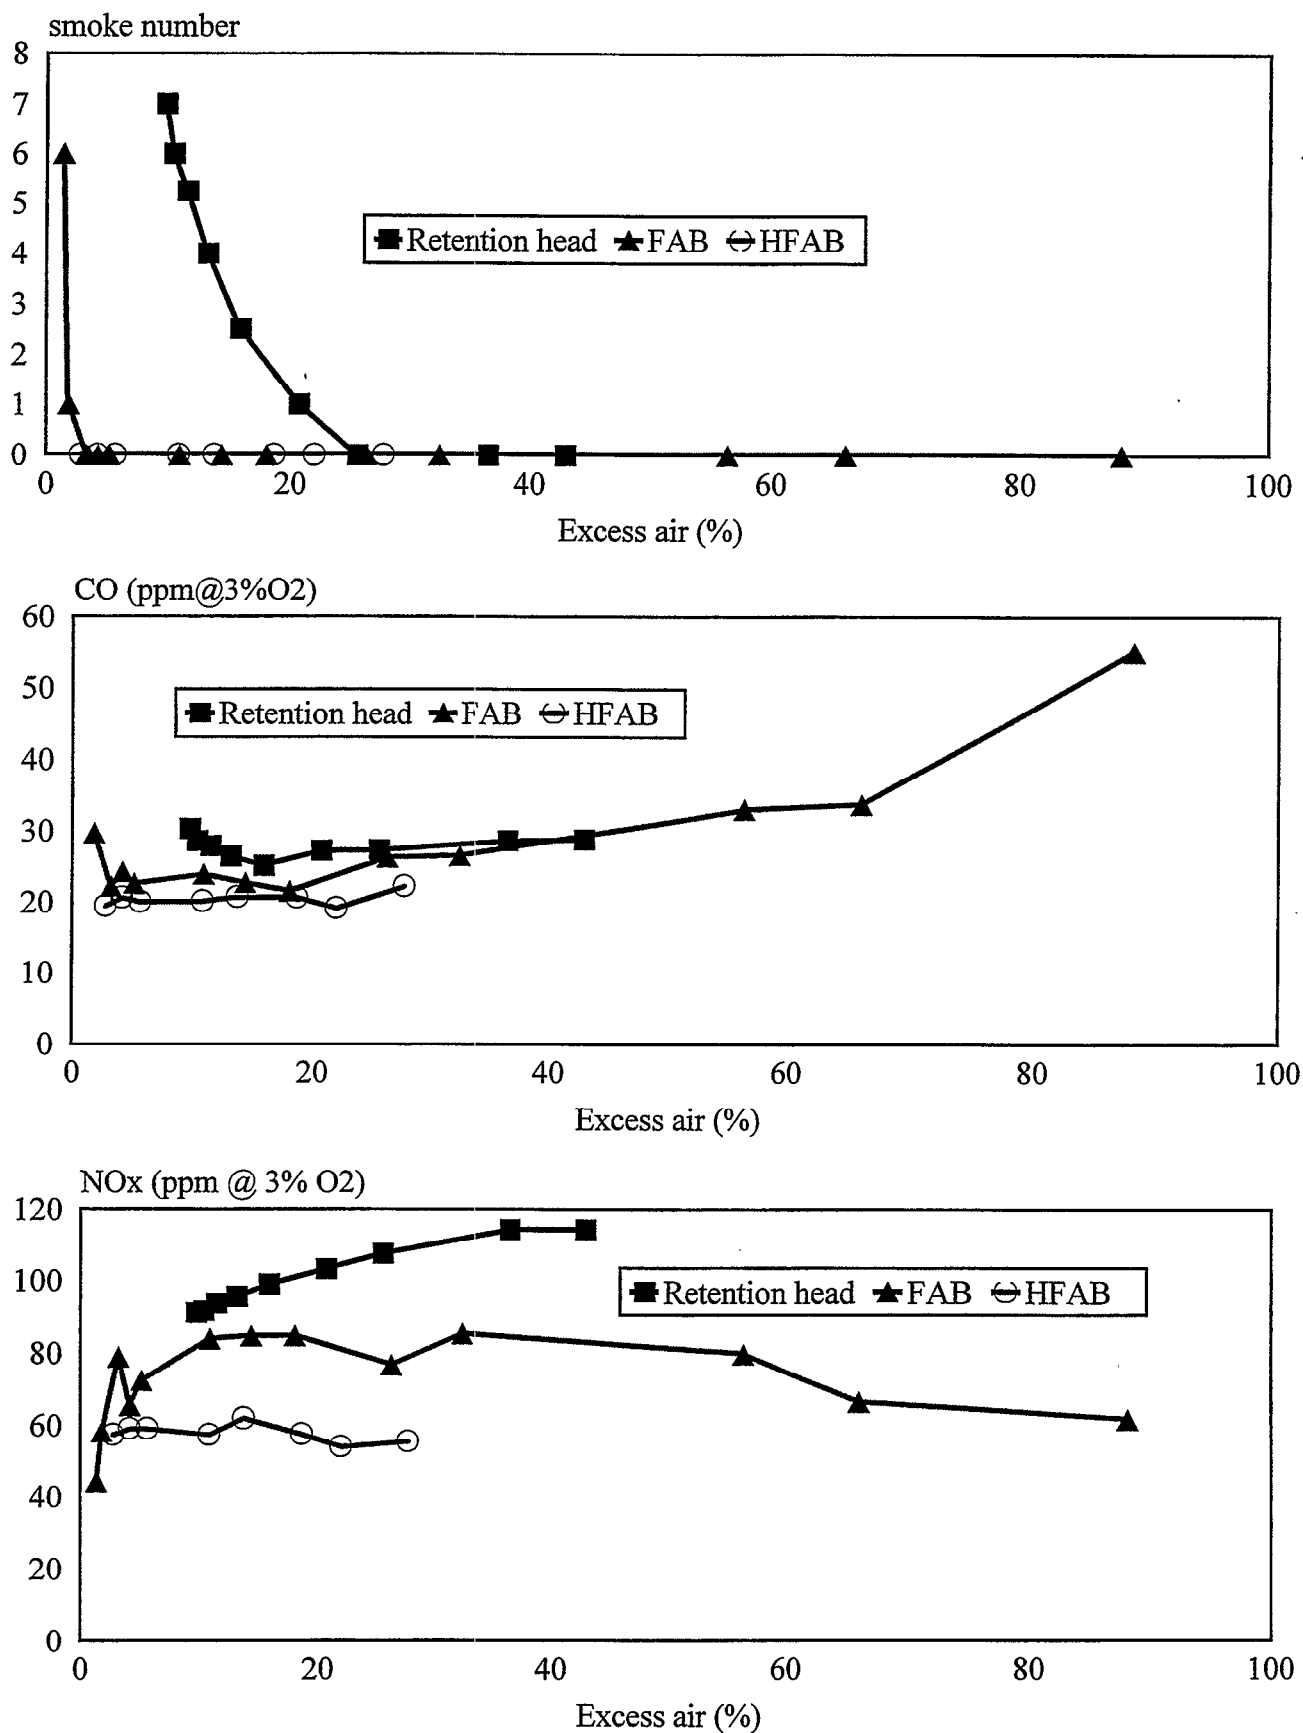 smoke number
8
7
6
5
4
3
2
1
0
Retention head FAB HFAB
0 20 40 60 80 100
Excess air (%)
CO (ppm@3%O2)
60
50
40
30
20
10
0
Retention head FAB HFAB
0 20 40 60 80 100
Excess air (%)
NOx (ppm @ 3% O2)
120
100
80
60
40
20
0
Retention head FAB HFAB
0 20 40 60 80 100
Excess air (%)